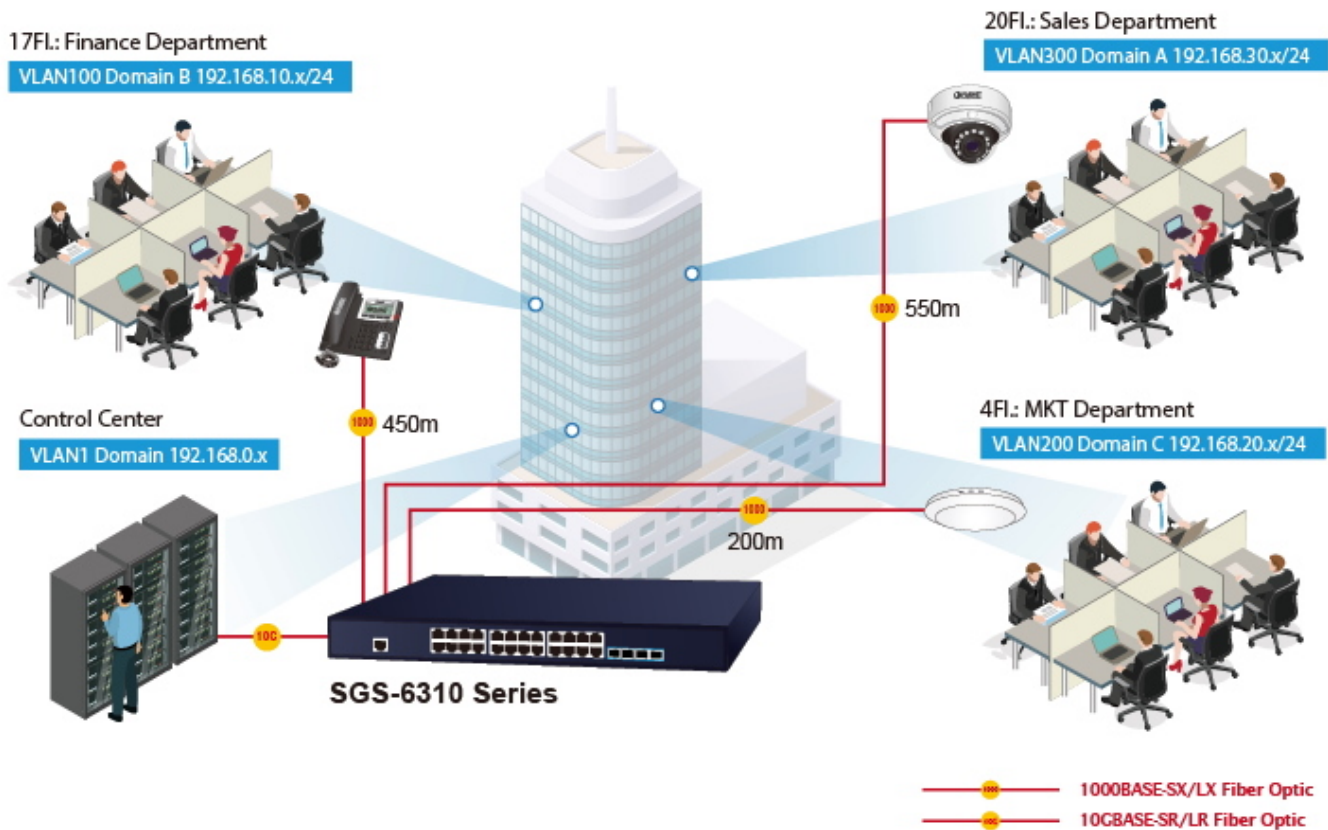 17Fl.: Finance Department
VLAN100 Domain B 192.168.10.x/24
20Fl.: Sales Department
VLAN300 Domain A 192.168.30.x/24
1000
550m
1000
450m
Control Center
VLAN1 Domain 192.168.0.x
4Fl.: MKT Department
VLAN200 Domain C 192.168.20.x/24
1000
200m
10G
SGS-6310 Series
1000
1000BASE-SX/LX Fiber Optic
10G
10GBASE-SR/LR Fiber Optic